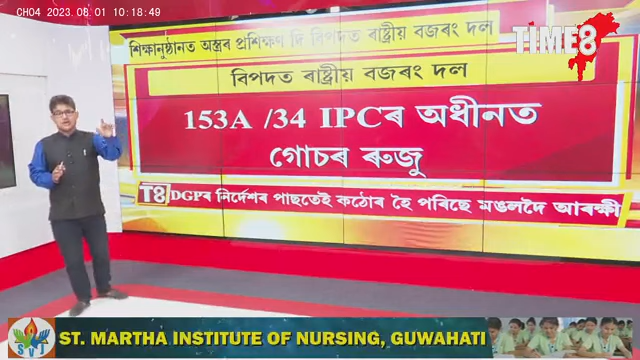 CH04 2023.08.01 10:18:49
TIME8
শিক্ষানুষ্ঠানত অস্ত্ৰৰ প্ৰশিক্ষণ দি বিপদত ৰাষ্ট্ৰীয় বজৰং দল
বিপদত ৰাষ্ট্ৰীয় বজৰং দল
153A /34 IPCৰ অধীনত
গোচৰ ৰুজু
T8 DGPৰ নিৰ্দেশৰ পাছতেই কঠোৰ হৈ পৰিছে মঙলদৈ আৰক্ষী
SVI ST. MARTHA INSTITUTE OF NURSING, GUWAHATI